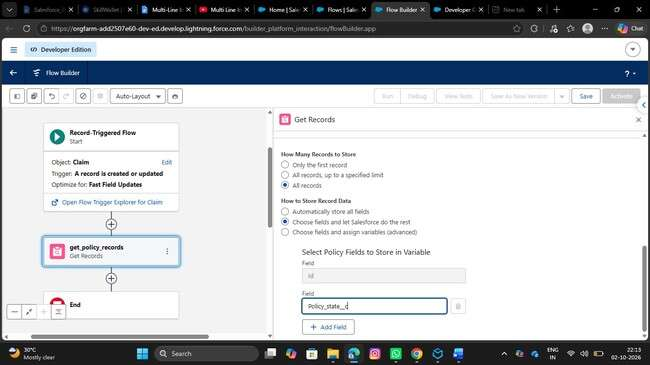 Salesforce_
SkillWallet |
Multi-Line I
Multi Line In
Home | Sale
Flows | Sale
Flow Builde
Developer C
New tab
https://orgfarm-add2507e60-dev-ed.develop.lightning.force.com/builder_platform_interaction/flowBuilder.app
Chat
</> Developer Edition
Flow Builder
?
Auto-Layout
Run
Debug
View Tests
Save As New Version
Save
Activate
Record-Triggered Flow
Start
Object: Claim
Edit
Trigger: A record is created or updated
Optimize for: Fast Field Updates
Open Flow Trigger Explorer for Claim
get_policy_records
Get Records
End
Get Records
How Many Records to Store
Only the first record
All records, up to a specified limit
All records
How to Store Record Data
Automatically store all fields
Choose fields and let Salesforce do the rest
Choose fields and assign variables (advanced)
Select Policy Fields to Store in Variable
Field
Id
Field
Policy_state__c
+ Add Field
30°C
Mostly clear
Search
ENG
IN
22:13
02-10-2026